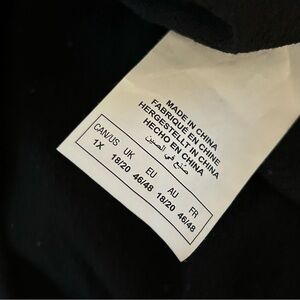 MADE IN CHINA
FABRIQUÉ EN CHINE
HERGESTELLT IN CHINA
HECHO EN CHINA
صنع في الصين
CAN/US UK EU AU FR
1X 18/20 46/48 18/20 46/48